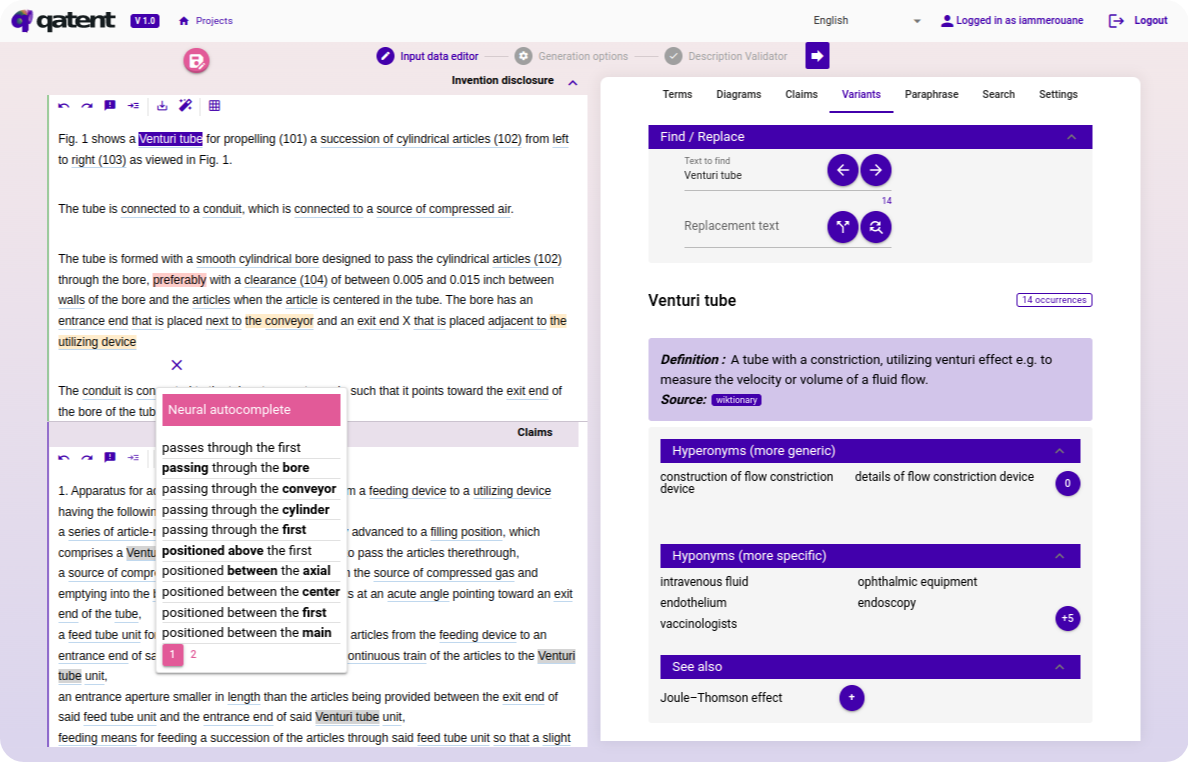 qatent V 1.0 Projects English Logged in as iammerouane Logout
Input data editor Generation options Description Validator
Invention disclosure
Fig. 1 shows a Venturi tube for propelling (101) a succession of cylindrical articles (102) from left
to right (103) as viewed in Fig. 1.
The tube is connected to a conduit, which is connected to a source of compressed air.
The tube is formed with a smooth cylindrical bore designed to pass the cylindrical articles (102)
through the bore, preferably with a clearance (104) of between 0.005 and 0.015 inch between
walls of the bore and the articles when the article is centered in the tube. The bore has an
entrance end that is placed next to the conveyor and an exit end X that is placed adjacent to the
utilizing device
The conduit is con such that it points toward the exit end of
the bore of the tub
Neural autocomplete
passes through the first
passing through the bore
passing through the conveyor
passing through the cylinder
passing through the first
positioned above the first
positioned between the axial
positioned between the center
positioned between the first
positioned between the main
1 2
Claims
1. Apparatus for a m a feeding device to a utilizing device
having the followin
a series of article- advanced to a filling position, which
comprises a Ventu o pass the articles therethrough,
a source of compr the source of compressed gas and
emptying into the s at an acute angle pointing toward an exit
end of the tube,
a feed tube unit fo articles from the feeding device to an
entrance end of sa ontinuous train of the articles to the Venturi
tube unit,
an entrance aperture smaller in length than the articles being provided between the exit end of
said feed tube unit and the entrance end of said Venturi tube unit,
feeding means for feeding a succession of the articles through said feed tube unit so that a slight
Terms Diagrams Claims Variants Paraphrase Search Settings
Find / Replace
Text to find
Venturi tube
14
Replacement text
Venturi tube 14 occurrences
Definition : A tube with a constriction, utilizing venturi effect e.g. to
measure the velocity or volume of a fluid flow.
Source: wiktionary
Hyperonyms (more generic)
construction of flow constriction
device
details of flow constriction device
0
Hyponyms (more specific)
intravenous fluid ophthalmic equipment
endothelium endoscopy
vaccinologists
+5
See also
Joule–Thomson effect +